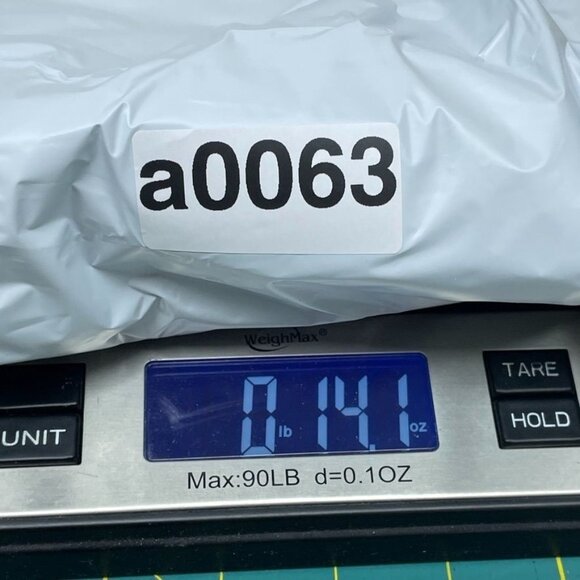 a0063
WeighMax®
TARE
UNIT
0 lb 14.1 oz
HOLD
Max:90LB d=0.1OZ